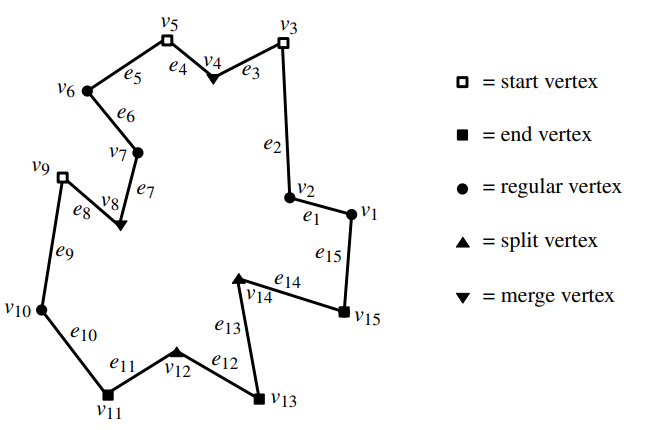 v5
v3
v4
e5
e4
e3
= start vertex
v6
e6
= end vertex
v7
e2
v9
e7
v2
= regular vertex
e8
v8
e1
v1
e9
e15
= split vertex
e14
v14
= merge vertex
v10
v15
e10
e13
e11
v12
e12
v11
v13